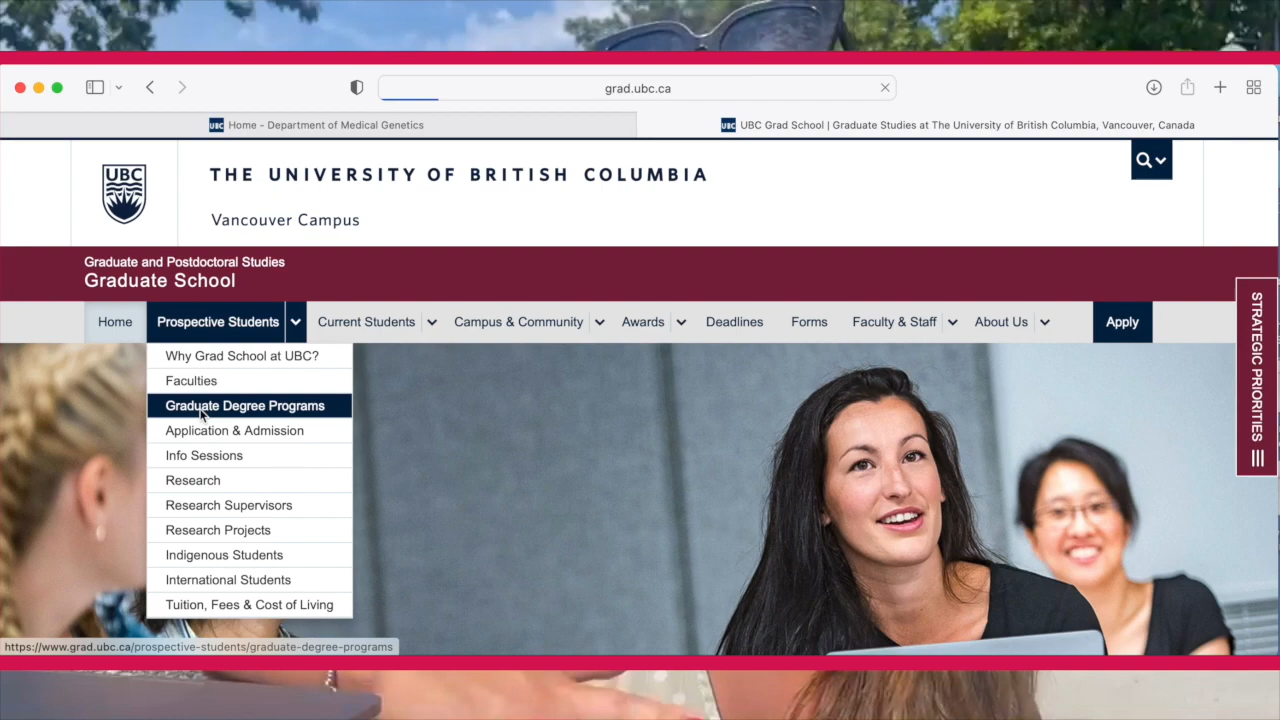 grad.ubc.ca
UBC Home - Department of Medical Genetics
UBC UBC Grad School | Graduate Studies at The University of British Columbia, Vancouver, Canada
UBC
THE UNIVERSITY OF BRITISH COLUMBIA
Vancouver Campus
Graduate and Postdoctoral Studies
Graduate School
Home Prospective Students Current Students Campus & Community Awards Deadlines Forms Faculty & Staff About Us Apply
STRATEGIC PRIORITIES
Why Grad School at UBC?
Faculties
Graduate Degree Programs
Application & Admission
Info Sessions
Research
Research Supervisors
Research Projects
Indigenous Students
International Students
Tuition, Fees & Cost of Living
https://www.grad.ubc.ca/prospective-students/graduate-degree-programs